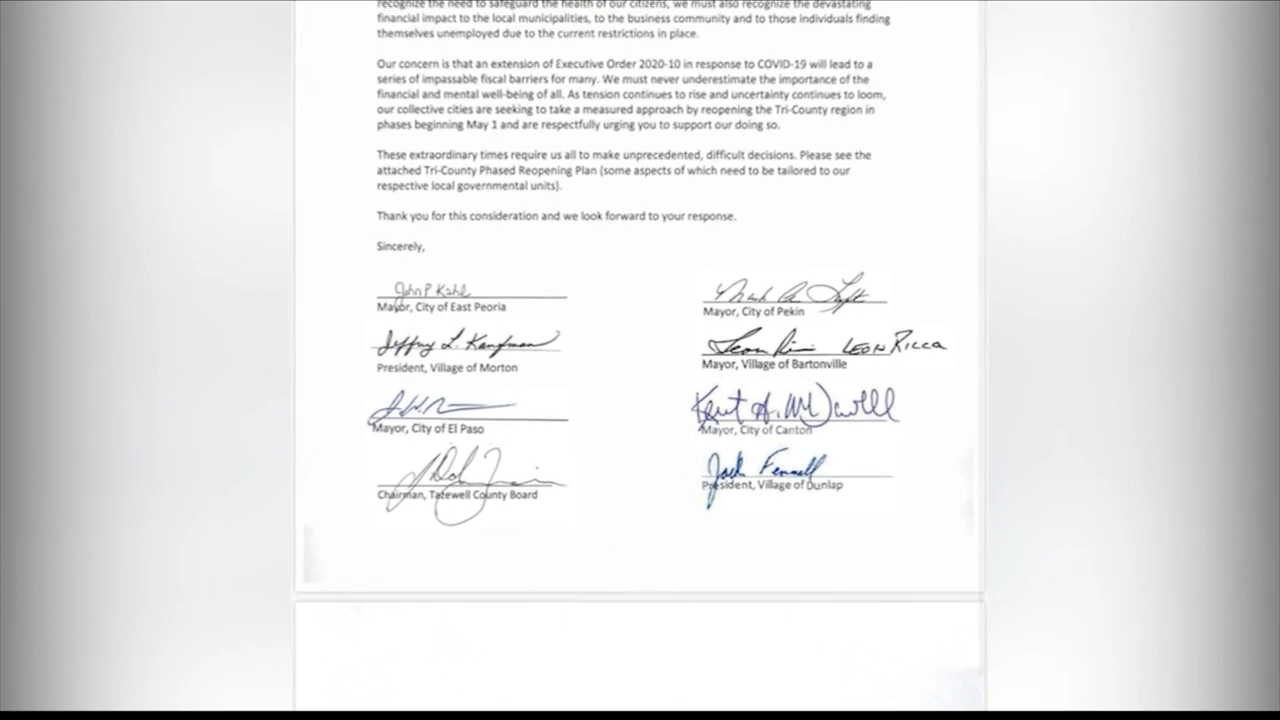 recognize the need to safeguard the health of our citizens, we must also recognize the devastating
financial impact to the local municipalities, to the business community and to those individuals finding
themselves unemployed due to the current restrictions in place.
Our concern is that an extension of Executive Order 2020-10 in response to COVID-19 will lead to a
series of impassable fiscal barriers for many. We must never underestimate the importance of the
financial and mental well-being of all. As tension continues to rise and uncertainty continues to loom,
our collective cities are seeking to take a measured approach by reopening the Tri-County region in
phases beginning May 1 and are respectfully urging you to support our doing so.
These extraordinary times require us all to make unprecedented, difficult decisions. Please see the
attached Tri-County Phased Reopening Plan (some aspects of which need to be tailored to our
respective local governmental units).
Thank you for this consideration and we look forward to your response.
Sincerely,
John P Kahl
Mayor, City of East Peoria
Mayor, City of Pekin
Jeffrey L. Kaufman
President, Village of Morton
Leon Ricca LEON RICCA
Mayor, Village of Bartonville
Mayor, City of El Paso
Kent A. McDowell
Mayor, City of Canton
Chairman, Tazewell County Board
Jack Fennell
President, Village of Dunlap